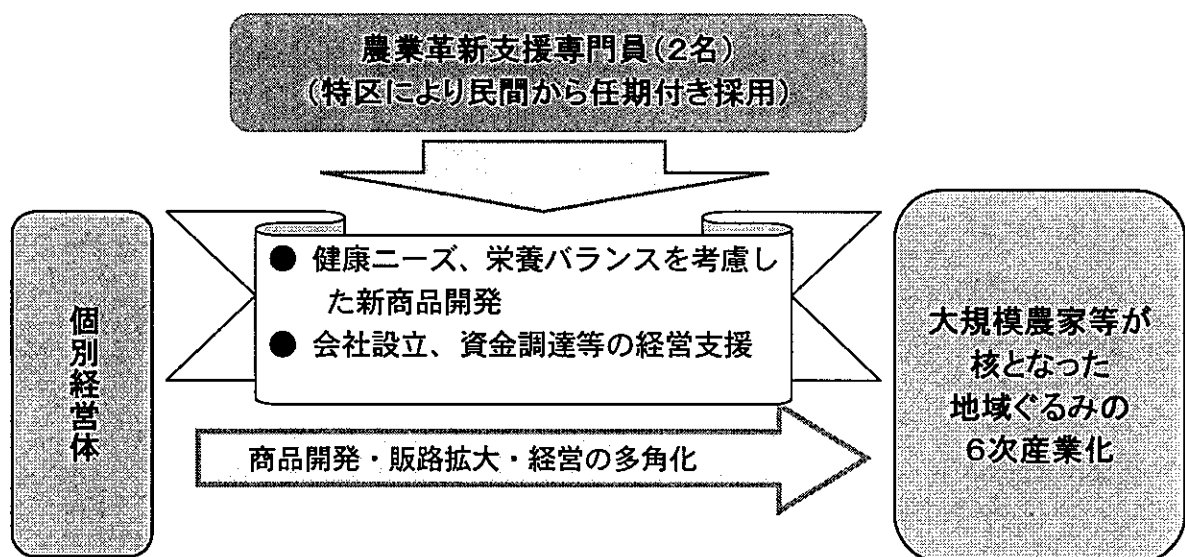 農業革新支援専門員(2名)
(特区により民間から任期付き採用)
個別経営体
● 健康ニーズ、栄養バランスを考慮し
た新商品開発
● 会社設立、資金調達等の経営支援
商品開発・販路拡大・経営の多角化
大規模農家等が
核となった
地域ぐるみの
6次産業化